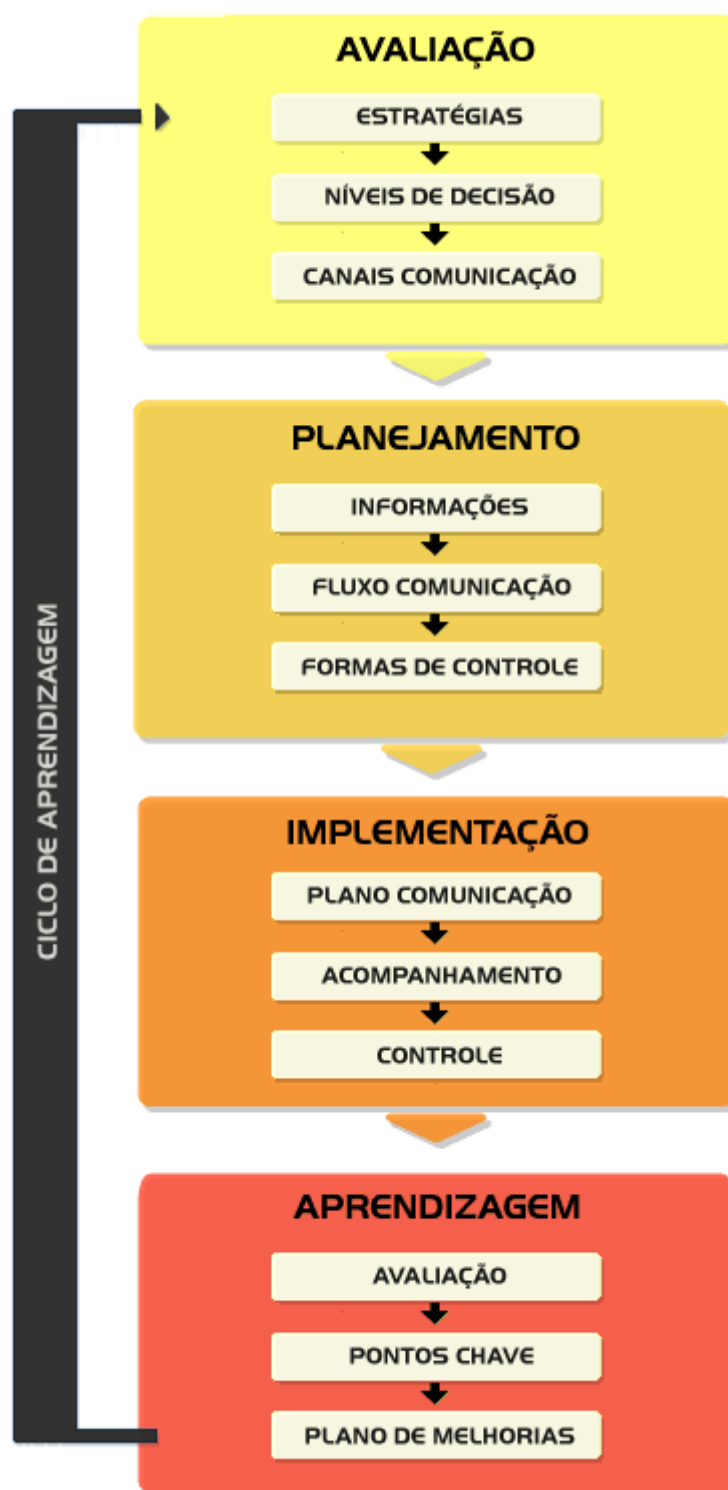 AVALIAÇÃO
ESTRATÉGIAS
NÍVEIS DE DECISÃO
CANAIS COMUNICAÇÃO
PLANEJAMENTO
INFORMAÇÕES
FLUXO COMUNICAÇÃO
FORMAS DE CONTROLE
IMPLEMENTAÇÃO
PLANO COMUNICAÇÃO
ACOMPANHAMENTO
CONTROLE
APRENDIZAGEM
AVALIAÇÃO
PONTOS CHAVE
PLANO DE MELHORIAS
CICLO DE APRENDIZAGEM